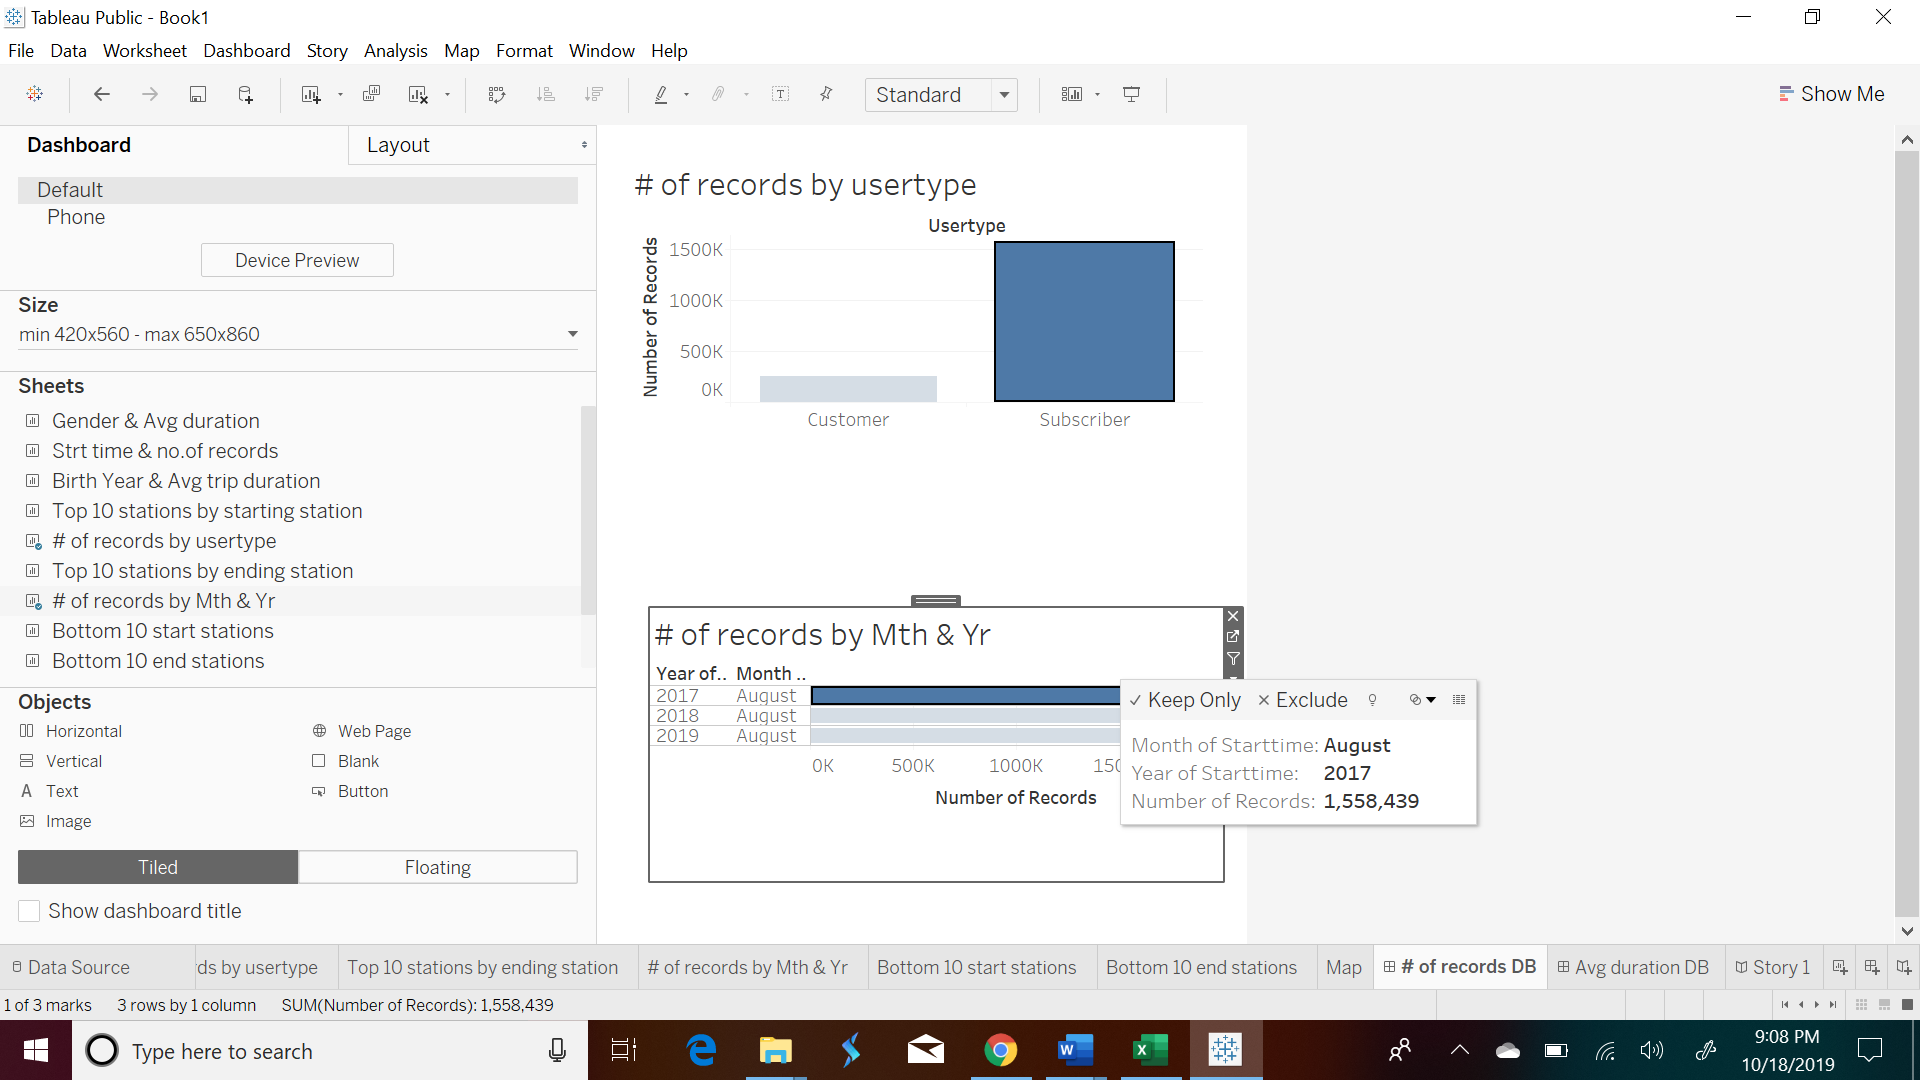 Tableau Public - Book1
File Data Worksheet Dashboard Story Analysis Map Format Window Help
Standard
Show Me
Dashboard
Layout
Default
Phone
Device Preview
Size
min 420x560 - max 650x860
Sheets
Gender & Avg duration
Strt time & no.of records
Birth Year & Avg trip duration
Top 10 stations by starting station
# of records by usertype
Top 10 stations by ending station
# of records by Mth & Yr
Bottom 10 start stations
Bottom 10 end stations
Objects
Horizontal
Web Page
Vertical
Blank
A Text
Button
Image
Tiled
Floating
Show dashboard title
# of records by usertype
Usertype
Number of Records
1500K
1000K
500K
0K
Customer
Subscriber
# of records by Mth & Yr
Year of.. Month ..
2017 August
2018 August
2019 August
0K 500K 1000K 150
Number of Records
Keep Only Exclude
Month of Starttime: August
Year of Starttime: 2017
Number of Records: 1,558,439
Data Source
ds by usertype
Top 10 stations by ending station
# of records by Mth & Yr
Bottom 10 start stations
Bottom 10 end stations
Map
# of records DB
Avg duration DB
Story 1
1 of 3 marks 3 rows by 1 column SUM(Number of Records): 1,558,439
Type here to search
9:08 PM
10/18/2019